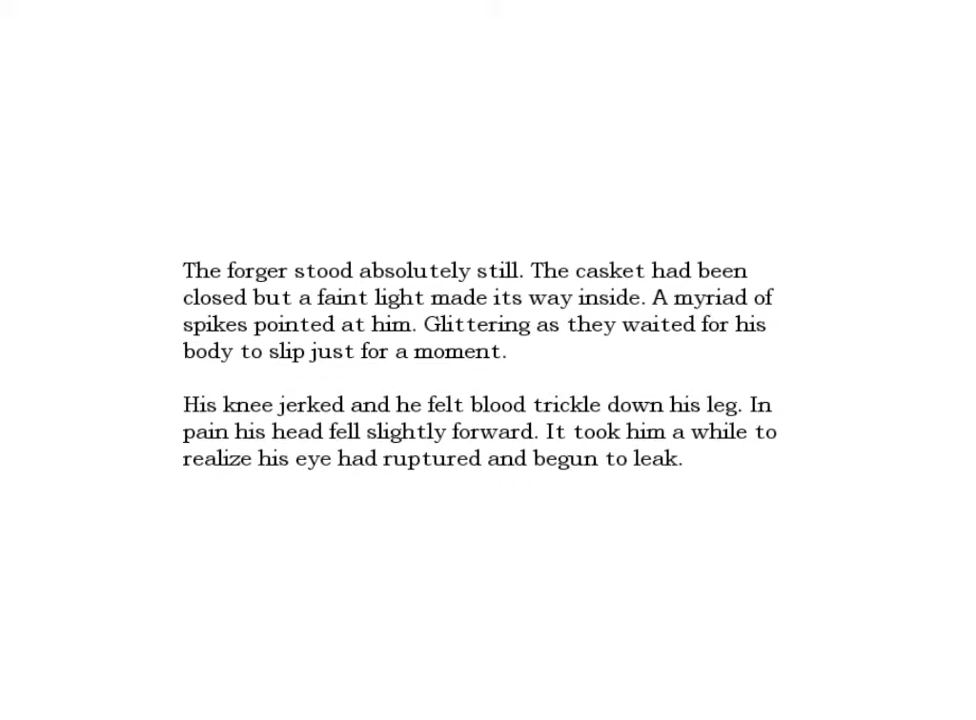 The forger stood absolutely still. The casket had been
closed but a faint light made its way inside. A myriad of
spikes pointed at him. Glittering as they waited for his
body to slip just for a moment.
His knee jerked and he felt blood trickle down his leg. In
pain his head fell slightly forward. It took him a while to
realize his eye had ruptured and begun to leak.